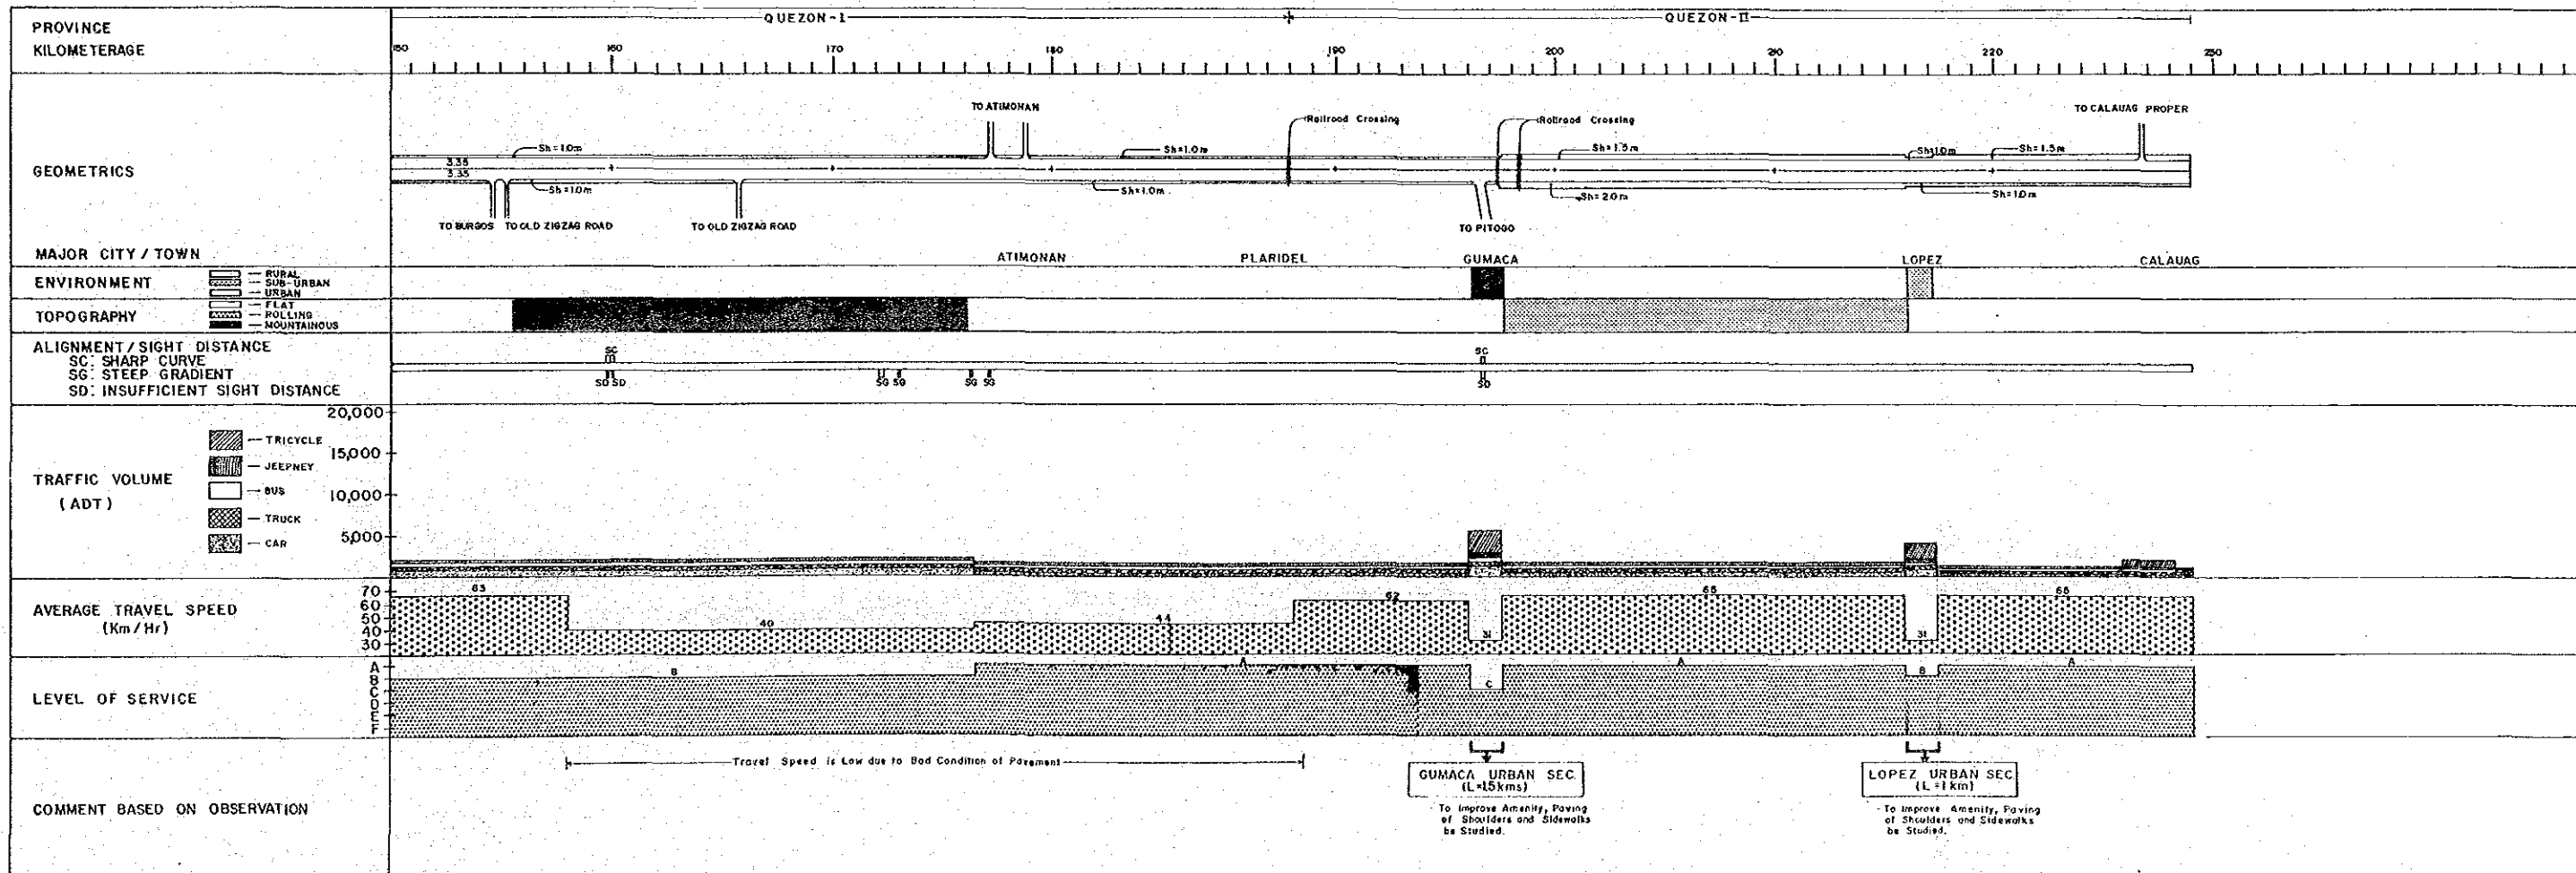 PROVINCE
QUEZON-I
QUEZON-II
KILOMETERAGE
150 160 170 180 190 200 210 220 230
GEOMETRICS
TO ATIMONAN
Railroad Crossing
Railroad Crossing
TO CALAUAG PROPER
3.35
3.35
Sh=1.0m
Sh=1.0m
Sh=1.0m
Sh=1.0m
Sh=1.5m
Sh=2.0m
Sh=1.0m
Sh=1.5m
Sh=1.0m
TO BURGOS
TO OLD ZIGZAG ROAD
TO OLD ZIGZAG ROAD
TO PITOGO
MAJOR CITY / TOWN
ATIMONAN
PLARIDEL
GUMACA
LOPEZ
CALAUAG
ENVIRONMENT
— RURAL
— SUB-URBAN
— URBAN
TOPOGRAPHY
— FLAT
— ROLLING
— MOUNTAINOUS
ALIGNMENT/SIGHT DISTANCE
SC: SHARP CURVE
SG: STEEP GRADIENT
SD: INSUFFICIENT SIGHT DISTANCE
SC
SC
SD SD
SG SG
SG SG
SD
TRAFFIC VOLUME
(ADT)
— TRICYCLE
— JEEPNEY
— BUS
— TRUCK
— CAR
20,000
15,000
10,000
5,000
AVERAGE TRAVEL SPEED
(Km/Hr)
70
60
50
40
30
63
40
44
62
31
31
LEVEL OF SERVICE
A
B
C
D
E
F
B
A
C
A
B
A
COMMENT BASED ON OBSERVATION
Travel Speed is Low due to Bad Condition of Pavement
GUMACA URBAN SEC.
(L=1.5kms)
To Improve Amenity, Paving
of Shoulders and Sidewalks
be Studied.
LOPEZ URBAN SEC.
(L=1km)
To Improve Amenity, Paving
of Shoulders and Sidewalks
be Studied.